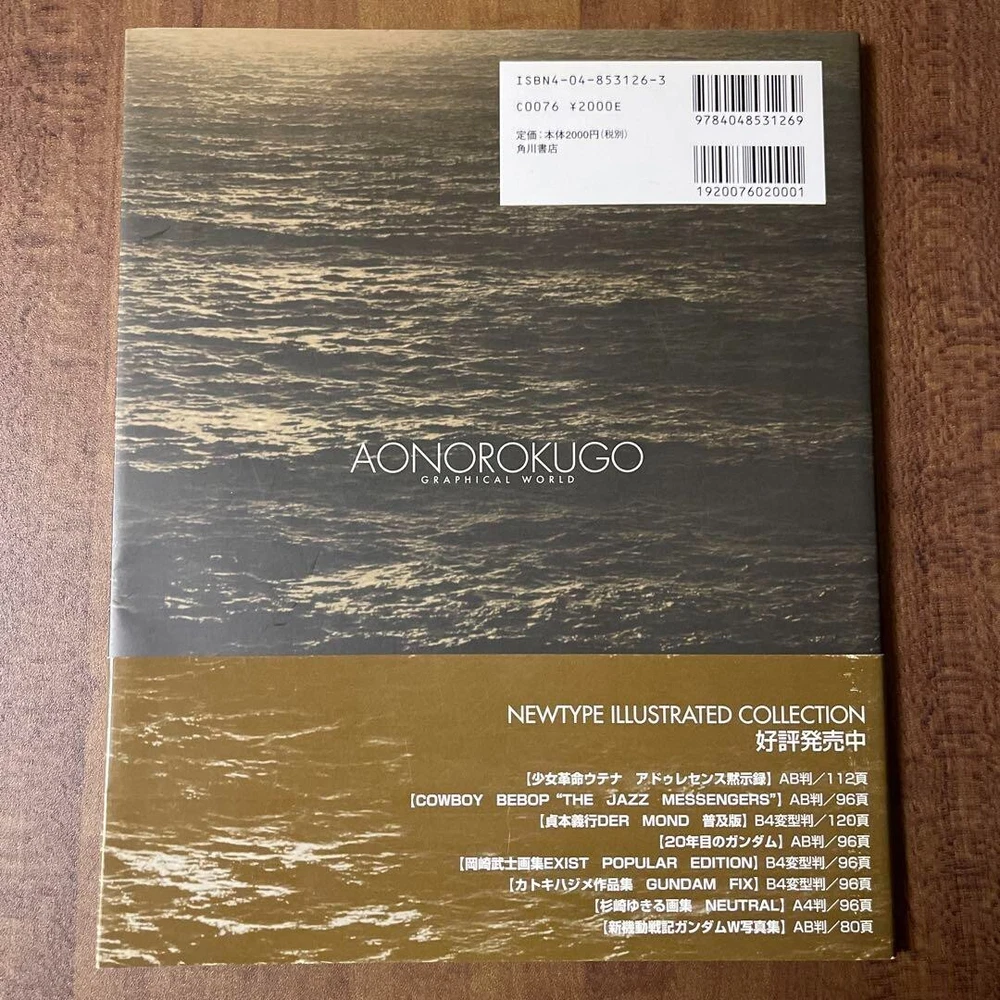 ISBN4-04-853126-3
C0076 ¥2000E
定価：本体2000円（税別）
角川書店
9784048531269
1920076020001
AONOROKUGO
GRAPHICAL WORLD
NEWTYPE ILLUSTRATED COLLECTION
好評発売中
【少女革命ウテナ　アドゥレセンス黙示録】AB判／112頁
【COWBOY BEBOP “THE JAZZ MESSENGERS”】AB判／96頁
【貞本義行DER MOND 普及版】B4変型判／120頁
【20年目のガンダム】AB判／96頁
【岡崎武士画集EXIST POPULAR EDITION】B4変型判／96頁
【カトキハジメ作品集 GUNDAM FIX】B4変型判／96頁
【杉崎ゆきる画集 NEUTRAL】A4判／96頁
【新機動戦記ガンダムW写真集】AB判／80頁